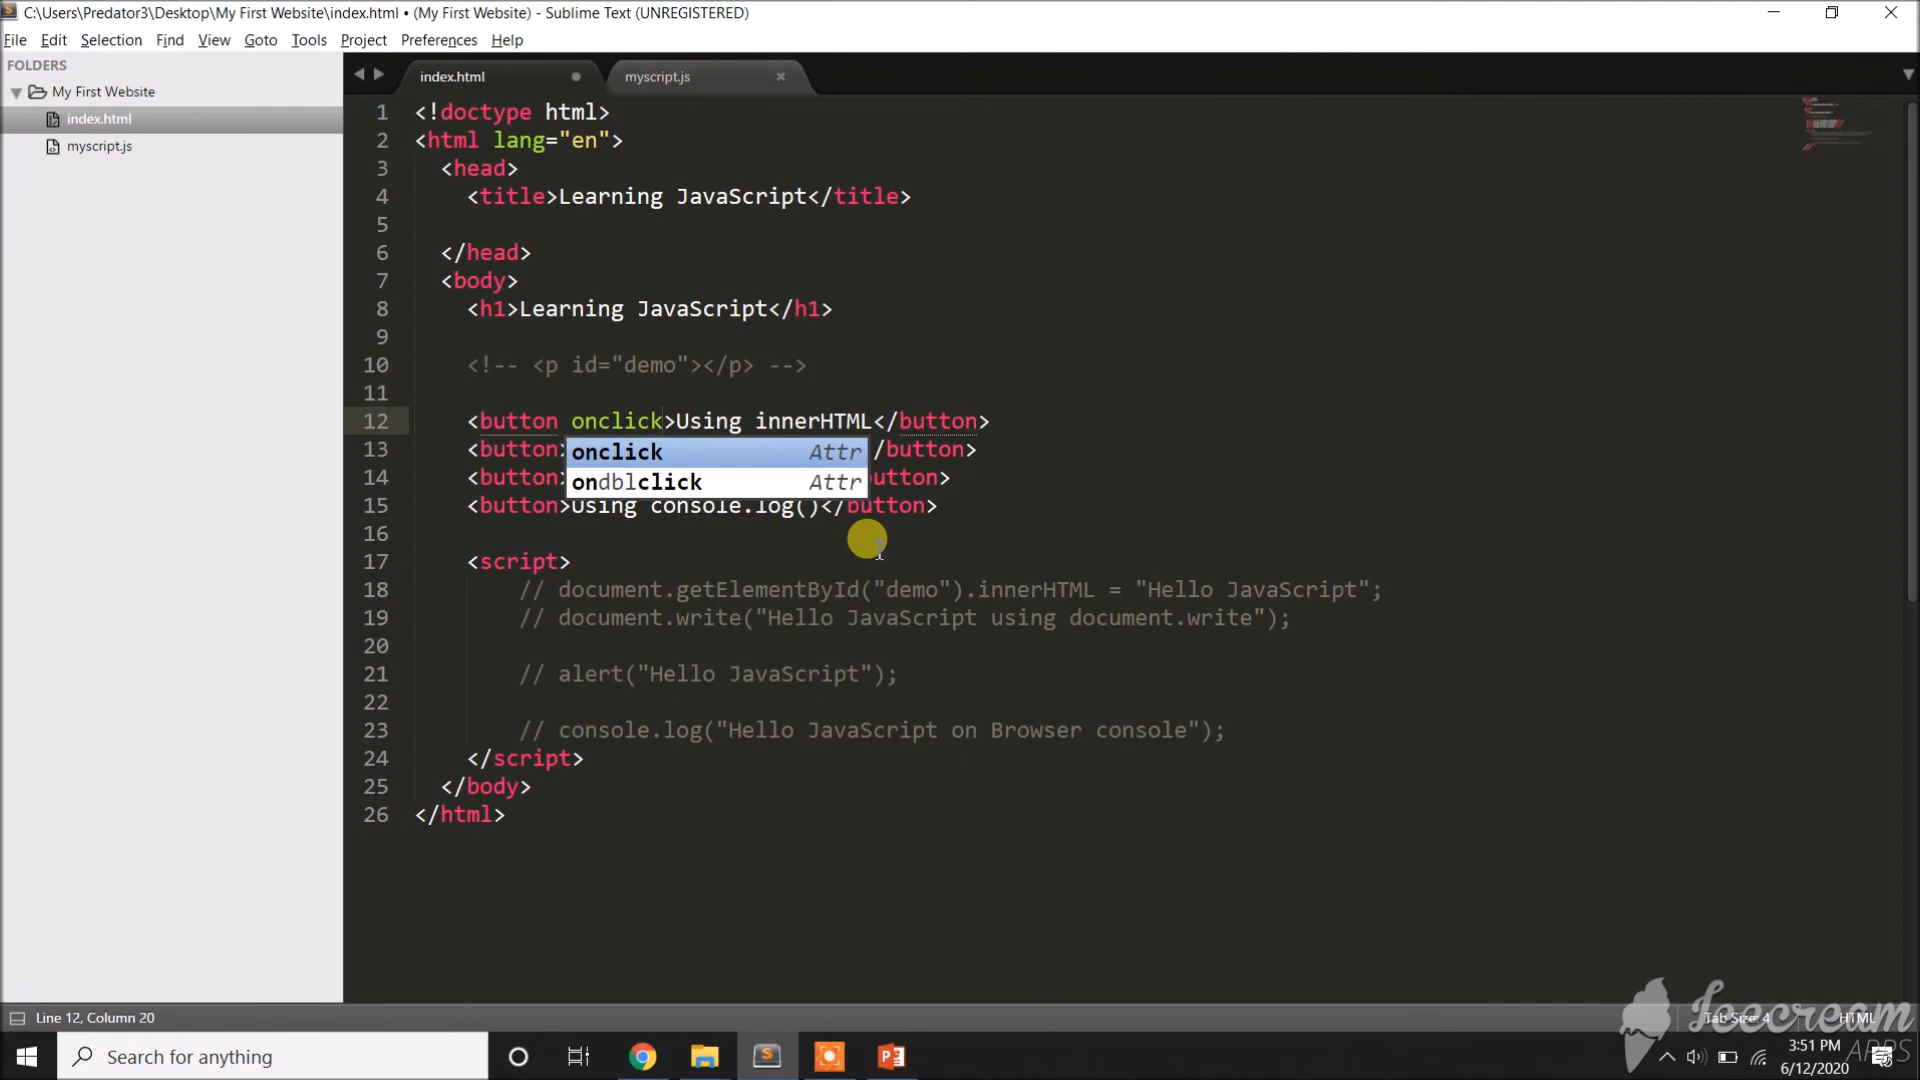 C:\Users\Predator3\Desktop\My First Website\index.html • (My First Website) - Sublime Text (UNREGISTERED)
File Edit Selection Find View Goto Tools Project Preferences Help
FOLDERS
My First Website
index.html
myscript.js
index.html myscript.js
1 <!doctype html>
2 <html lang="en">
3 <head>
4 <title>Learning JavaScript</title>
5
6 </head>
7 <body>
8 <h1>Learning JavaScript</h1>
9
10 <!-- <p id="demo"></p> -->
11
12 <button onclick>Using innerHTML</button>
13 <button> /button>
onclick Attr
14 <button> button>
ondblclick Attr
15 <button>Using console.log()</button>
16
17 <script>
18 // document.getElementById("demo").innerHTML = "Hello JavaScript";
19 // document.write("Hello JavaScript using document.write");
20
21 // alert("Hello JavaScript");
22
23 // console.log("Hello JavaScript on Browser console");
24 </script>
25 </body>
26 </html>
Line 12, Column 20
Tab Size: 4 HTML
Icecream
APPS
Search for anything
3:51 PM
6/12/2020